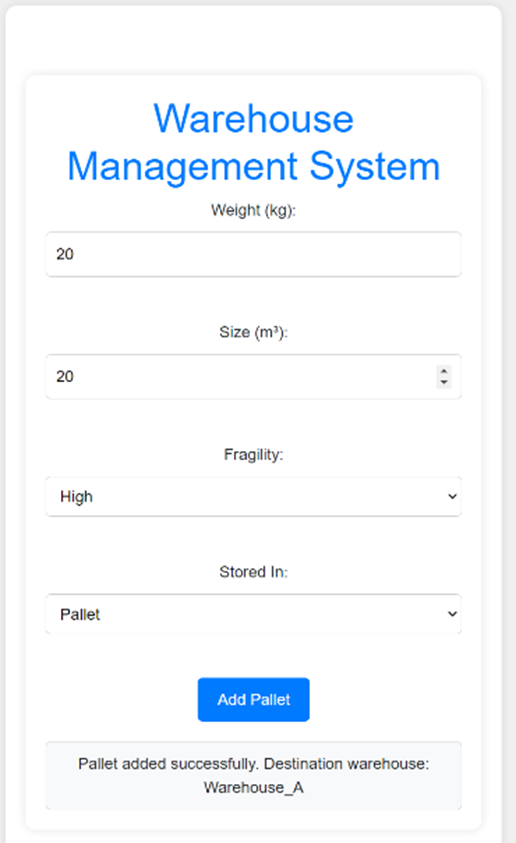 Warehouse
Management System
Weight (kg):
20
Size (m³):
20
Fragility:
High
Stored In:
Pallet
Add Pallet
Pallet added successfully. Destination warehouse:
Warehouse_A